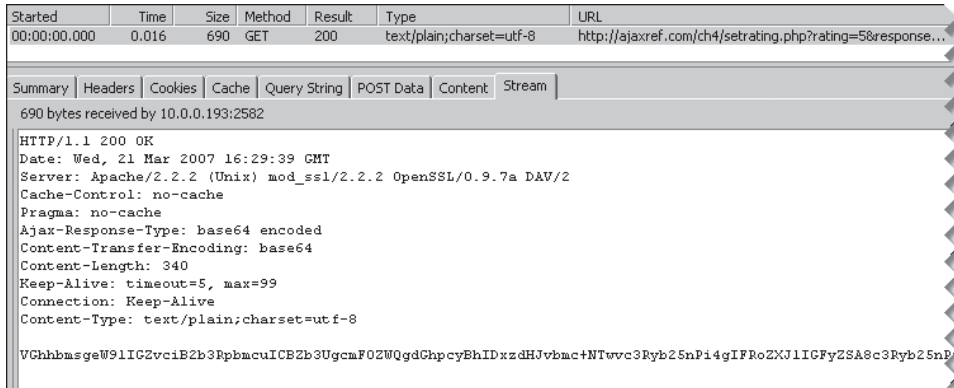 Started Time Size Method Result Type URL
00:00:00.000 0.016 690 GET 200 text/plain;charset=utf-8 http://ajaxref.com/ch4/setrating.php?rating=5&response...
Summary Headers Cookies Cache Query String POST Data Content Stream
690 bytes received by 10.0.0.193:2582
HTTP/1.1 200 OK
Date: Wed, 21 Mar 2007 16:29:39 GMT
Server: Apache/2.2.2 (Unix) mod_ssl/2.2.2 OpenSSL/0.9.7a DAV/2
Cache-Control: no-cache
Pragma: no-cache
Ajax-Response-Type: base64 encoded
Content-Transfer-Encoding: base64
Content-Length: 340
Keep-Alive: timeout=5, max=99
Connection: Keep-Alive
Content-Type: text/plain;charset=utf-8
VGhhbmsgeW91IGZvciB2b3RpbmcuICBZb3UgcmF0ZWQgdGhpcyBhIDxzdHJvbmc+NTwvc3Ryb25nPi4gIFRoZXJlIGFyZSA8c3Ryb25nP